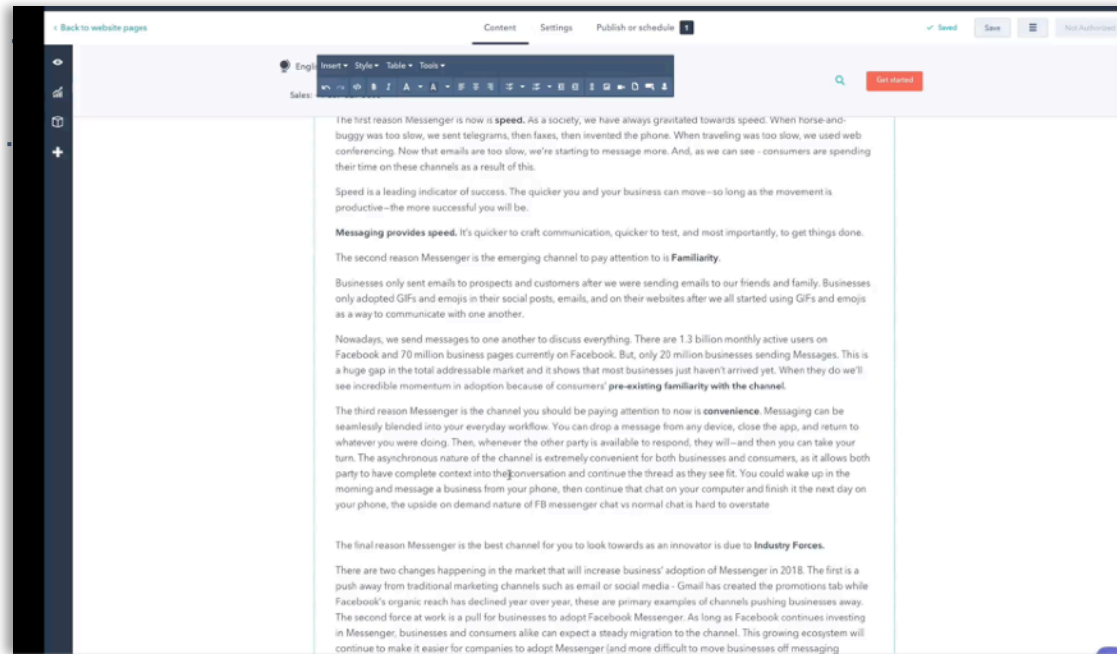 Back to website pages
Content Settings Publish or schedule 1
Saved Save Not Authorized
Insert Style Table Tools
Sales:
Get started
The first reason Messenger is now is speed. As a society, we have always gravitated towards speed. When horse-and-
buggy was too slow, we sent telegrams, then faxes, then invented the phone. When traveling was too slow, we used web
conferencing. Now that emails are too slow, we're starting to message more. And, as we can see - consumers are spending
their time on these channels as a result of this.
Speed is a leading indicator of success. The quicker you and your business can move—so long as the movement is
productive—the more successful you will be.
Messaging provides speed. It's quicker to craft communication, quicker to test, and most importantly, to get things done.
The second reason Messenger is the emerging channel to pay attention to is Familiarity.
Businesses only sent emails to prospects and customers after we were sending emails to our friends and family. Businesses
only adopted GIFs and emojis in their social posts, emails, and on their websites after we all started using GIFs and emojis
as a way to communicate with one another.
Nowadays, we send messages to one another to discuss everything. There are 1.3 billion monthly active users on
Facebook and 70 million business pages currently on Facebook. But, only 20 million businesses sending Messages. This is
a huge gap in the total addressable market and it shows that most businesses just haven't arrived yet. When they do we'll
see incredible momentum in adoption because of consumers' pre-existing familiarity with the channel.
The third reason Messenger is the channel you should be paying attention to now is convenience. Messaging can be
seamlessly blended into your everyday workflow. You can drop a message from any device, close the app, and return to
whatever you were doing. Then, whenever the other party is available to respond, they will—and then you can take your
turn. The asynchronous nature of the channel is extremely convenient for both businesses and consumers, as it allows both
party to have complete context into the conversation and continue the thread as they see fit. You could wake up in the
morning and message a business from your phone, then continue that chat on your computer and finish it the next day on
your phone, the upside on demand nature of FB messenger chat vs normal chat is hard to overstate
The final reason Messenger is the best channel for you to look towards as an innovator is due to Industry Forces.
There are two changes happening in the market that will increase business' adoption of Messenger in 2018. The first is a
push away from traditional marketing channels such as email or social media - Gmail has created the promotions tab while
Facebook's organic reach has declined year over year, these are primary examples of channels pushing businesses away.
The second force at work is a pull for businesses to adopt Facebook Messenger. As long as Facebook continues investing
in Messenger, businesses and consumers alike can expect a steady migration to the channel. This growing ecosystem will
continue to make it easier for companies to adopt Messenger (and more difficult to move businesses off messaging